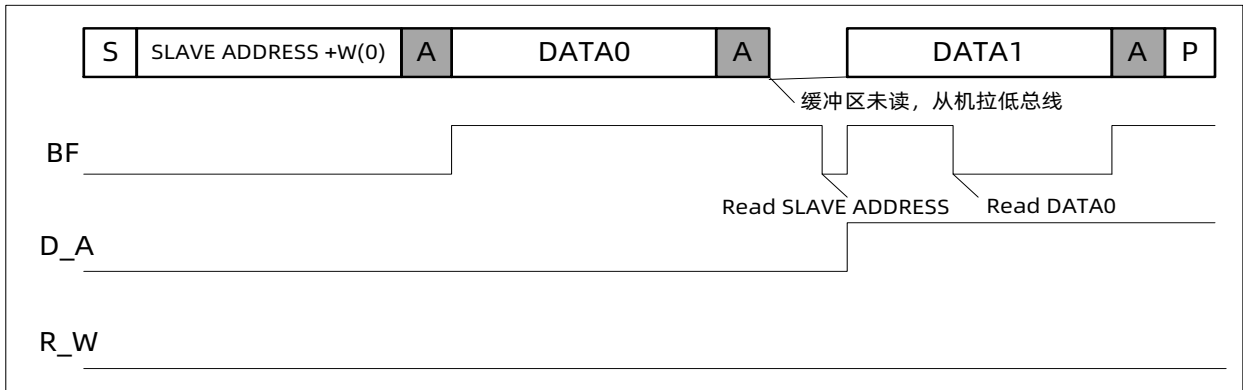 S SLAVE ADDRESS +W(0) A DATA0 A DATA1 A P
缓冲区未读，从机拉低总线
BF
Read SLAVE ADDRESS Read DATA0
D_A
R_W